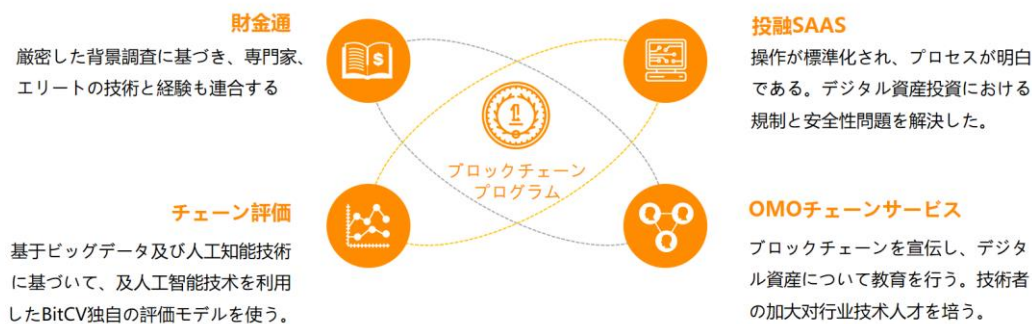 財金通
厳密した背景調査に基づき、専門家、
エリートの技術と経験も連合する
投融SAAS
操作が標準化され、プロセスが明白
である。デジタル資産投資における
規制と安全性問題を解決した。
ブロックチェーン
プログラム
チェーン評価
基于ビッグデータ及び人工知能技術
に基づいて、及人工智能技术を利用
したBitCV独自の評価モデルを使う。
OMOチェーンサービス
ブロックチェーンを宣伝し、デジタ
ル資産について教育を行う。技術者
の加大对行业技术人才を培う。